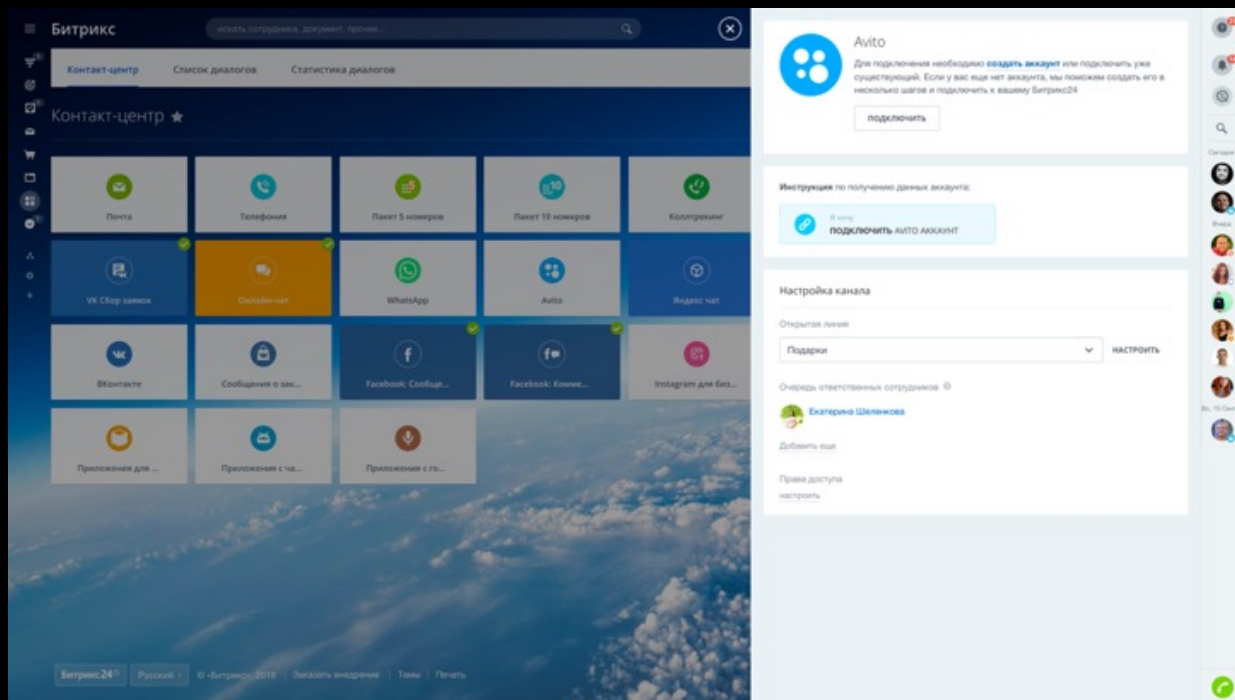 Битрикс
искать сотрудника, документ, прочее...
Контакт-центр
Список диалогов
Статистика диалогов
Контакт-центр
Почта
Телефония
Пакет 5 номеров
Пакет 10 номеров
Коллтрекинг
VK Сбор заявок
Онлайн-чат
WhatsApp
Avito
Яндекс чат
ВКонтакте
Сообщения о зак...
Facebook: Сообще...
Facebook: Комме...
Instagram для биз...
Приложения для ...
Приложения с ча...
Приложения с го...
Битрикс24
Русский
© «Битрикс», 2019
Заказать внедрение
Темы
Печать
Avito
Для подключения необходимо создать аккаунт или подключить уже
существующий. Если у вас еще нет аккаунта, мы поможем создать его в
несколько шагов и подключить к вашему Битрикс24
ПОДКЛЮЧИТЬ
Инструкция по получению данных аккаунта:
Я хочу
ПОДКЛЮЧИТЬ AVITO АККАУНТ
Настройка канала
Открытая линия
Подарки
НАСТРОИТЬ
Очередь ответственных сотрудников
Екатерина Шеленкова
Добавить еще
Права доступа
настроить
Сегодня
Вчера